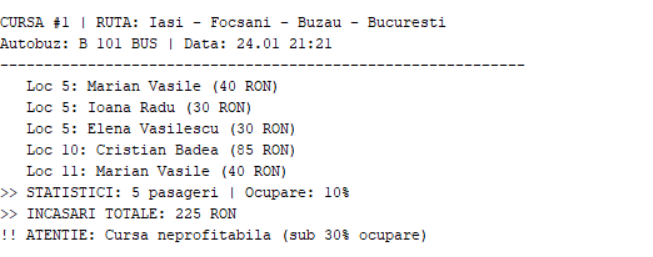 CURSA #1 | RUTA: Iasi - Focsani - Buzau - Bucuresti
Autobuz: B 101 BUS | Data: 24.01 21:21
------------------------------------------------------------
Loc 5: Marian Vasile (40 RON)
Loc 5: Ioana Radu (30 RON)
Loc 5: Elena Vasilescu (30 RON)
Loc 10: Cristian Badea (85 RON)
Loc 11: Marian Vasile (40 RON)
>> STATISTICI: 5 pasageri | Ocupare: 10%
>> INCASARI TOTALE: 225 RON
!! ATENTIE: Cursa neprofitabila (sub 30% ocupare)